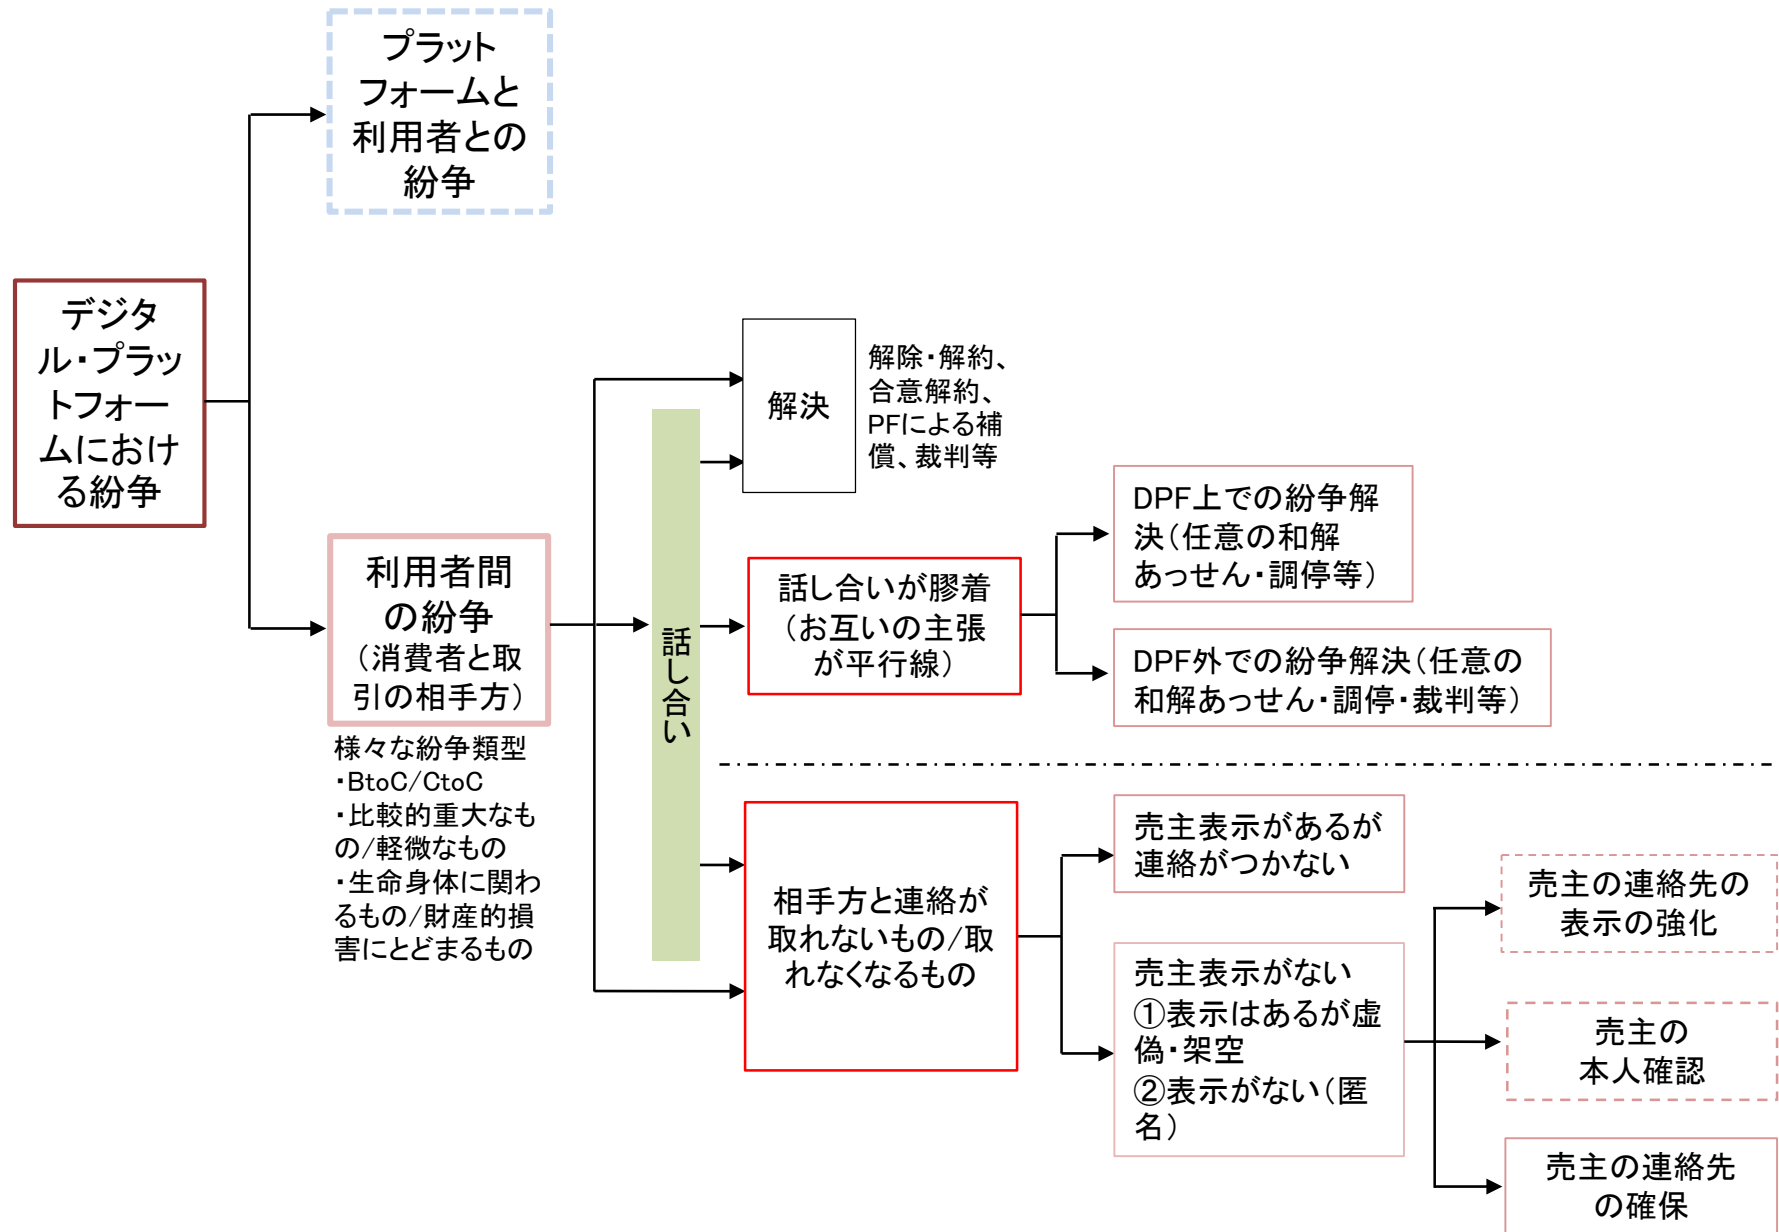 プラット
フォームと
利用者との
紛争
デジタ
ル・プラッ
トフォー
ムにおけ
る紛争
利用者間
の紛争
（消費者と取
引の相手方）
様々な紛争類型
・BtoC/CtoC
・比較的重大なも
の/軽微なもの
・生命身体に関わ
るもの/財産的損
害にとどまるもの
話し合い
解決
解除・解約、
合意解約、
PFによる補
償、裁判等
話し合いが膠着
（お互いの主張
が平行線）
DPF上での紛争解
決（任意の和解
あっせん・調停等）
DPF外での紛争解決（任意の
和解あっせん・調停・裁判等）
相手方と連絡が
取れないもの/取
れなくなるもの
売主表示があるが
連絡がつかない
売主表示がない
①表示はあるが虚
偽・架空
②表示がない（匿
名）
売主の連絡先の
表示の強化
売主の
本人確認
売主の連絡先
の確保